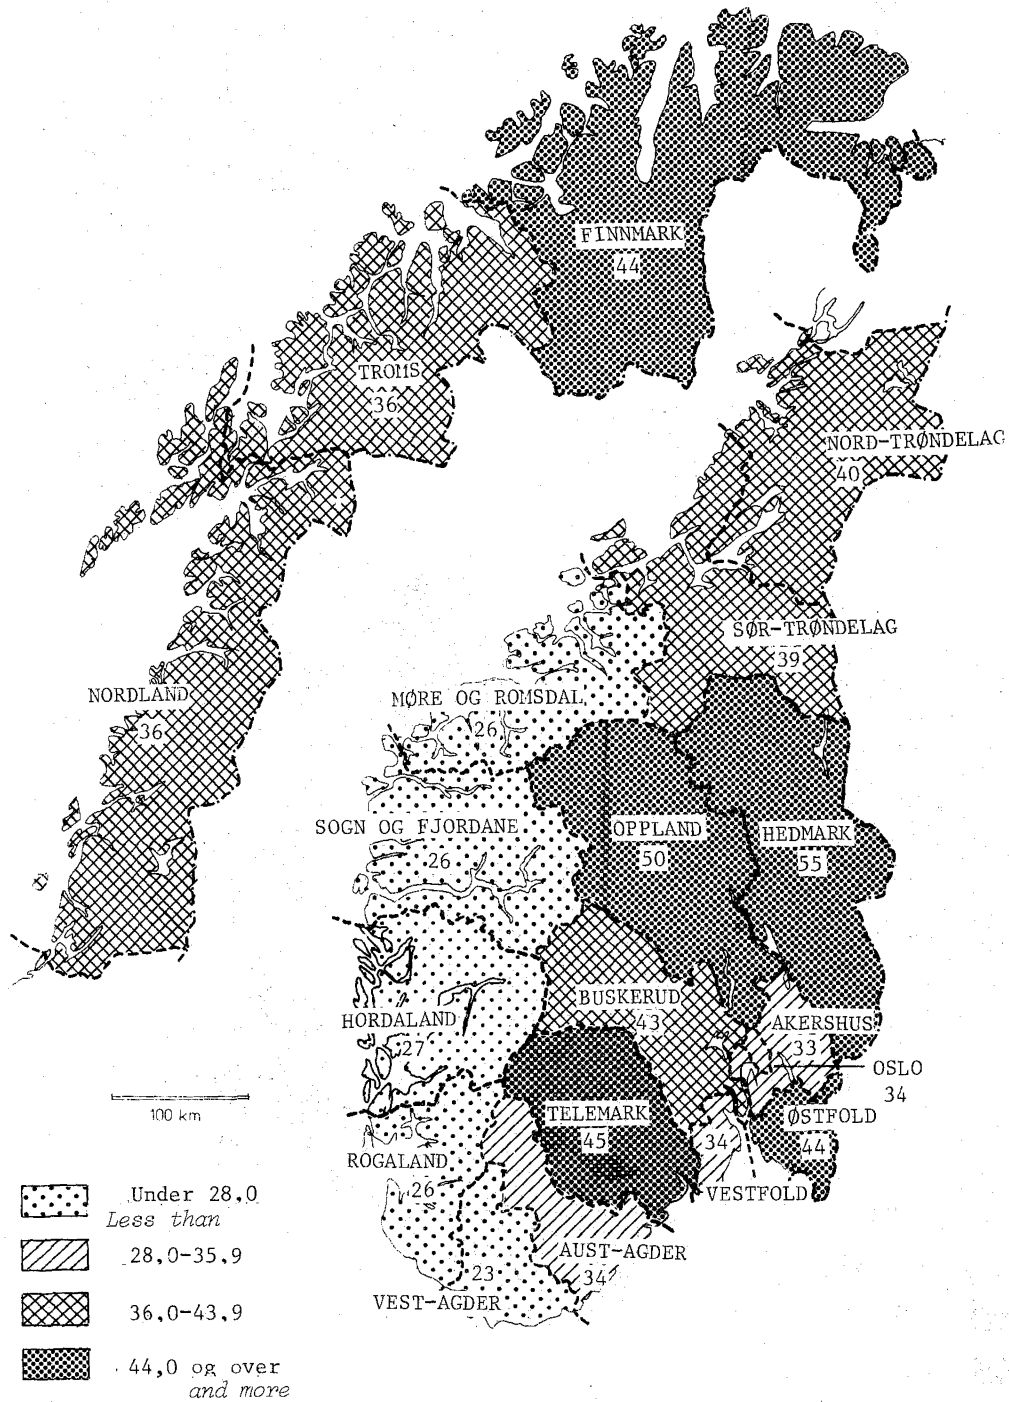 FINNMARK
44
TROMS
36
NORD-TRØNDELAG
40
SØR-TRØNDELAG
39
NORDLAND
36
MØRE OG ROMSDAL
26
SOGN OG FJORDANE
26
OPPLAND
50
HEDMARK
55
BUSKERUD
43
AKERSHUS
33
HORDALAND
27
OSLO
34
100 km
TELEMARK
45
ØSTFOLD
44
34
VESTFOLD
ROGALAND
26
AUST-AGDER
34
23
VEST-AGDER
Under 28,0
Less than
28,0-35,9
36,0-43,9
44,0 og over
and more